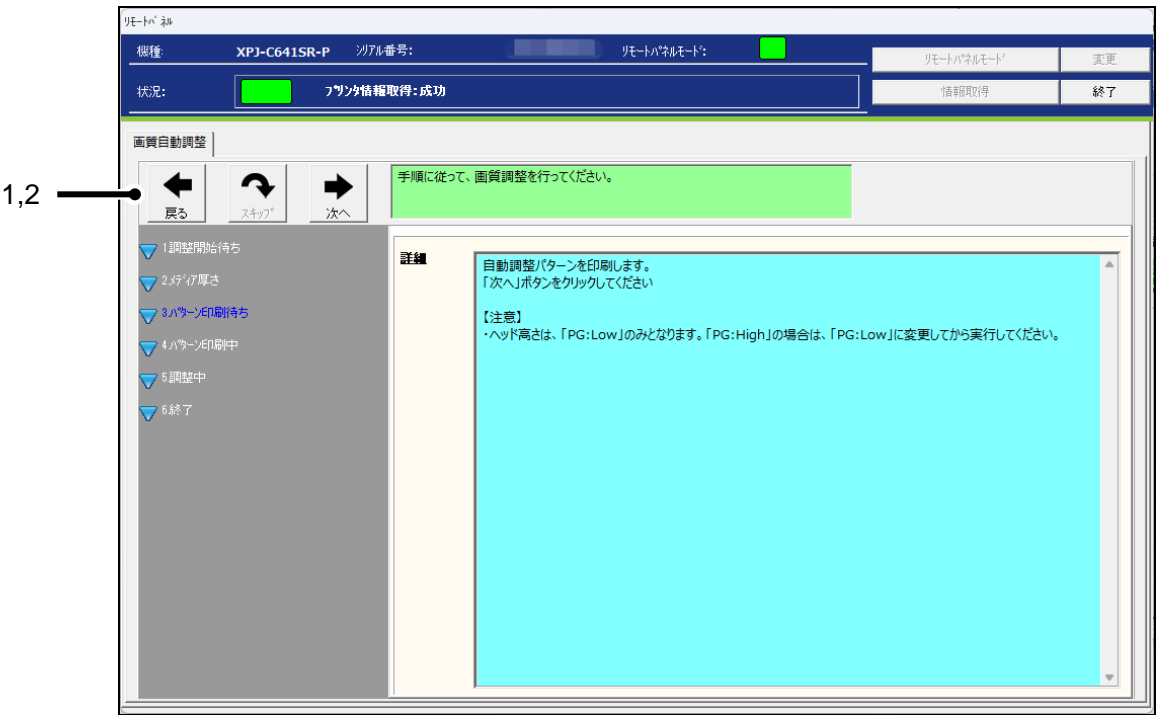 ﾘﾓｰﾄﾊﾟﾈﾙ
機種: XPJ-C641SR-P ｼﾘｱﾙ番号: ﾘﾓｰﾄﾊﾟﾈﾙﾓｰﾄﾞ:
ﾘﾓｰﾄﾊﾟﾈﾙﾓｰﾄﾞ 変更
状況: ﾌﾟﾘﾝﾀ情報取得:成功
情報取得 終了
画質自動調整
1,2
戻る ｽｷｯﾌﾟ 次へ
手順に従って、画質調整を行ってください。
1調整開始待ち
2ﾒﾃﾞｨｱ厚さ
3ﾊﾟﾀｰﾝ印刷待ち
4ﾊﾟﾀｰﾝ印刷中
5調整中
6終了
詳細
自動調整パターンを印刷します。
「次へ」ボタンをクリックしてください
【注意】
・ヘッド高さは、「PG:Low」のみとなります。「PG:High」の場合は、「PG:Low」に変更してから実行してください。